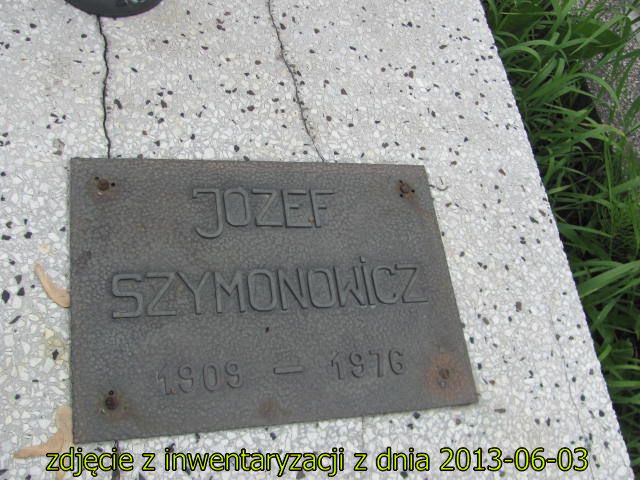 JOZEF
SZYMONOWiCZ
1909 — 1976
zdjęcie z inwentaryzacji z dnia 2013-06-03